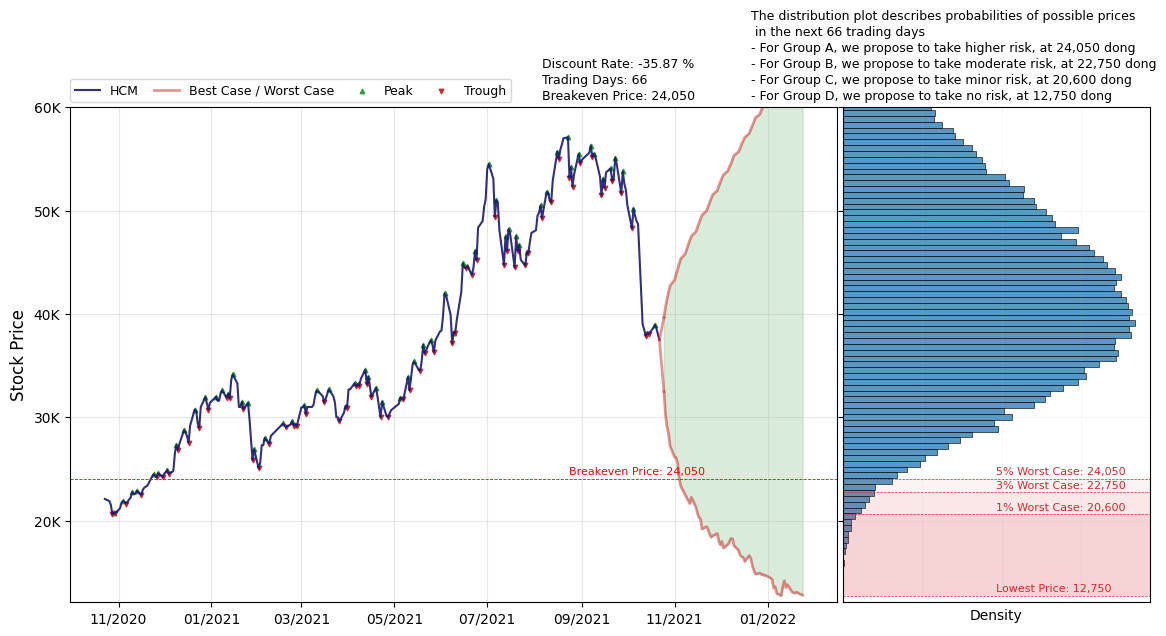 The distribution plot describes probabilities of possible prices
in the next 66 trading days
- For Group A, we propose to take higher risk, at 24,050 dong
- For Group B, we propose to take moderate risk, at 22,750 dong
- For Group C, we propose to take minor risk, at 20,600 dong
- For Group D, we propose to take no risk, at 12,750 dong
Discount Rate: -35.87 %
Trading Days: 66
Breakeven Price: 24,050
HCM Best Case / Worst Case Peak Trough
60K
50K
40K
30K
20K
Stock Price
Breakeven Price: 24,050
5% Worst Case: 24,050
3% Worst Case: 22,750
1% Worst Case: 20,600
Lowest Price: 12,750
11/2020 01/2021 03/2021 05/2021 07/2021 09/2021 11/2021 01/2022
Density